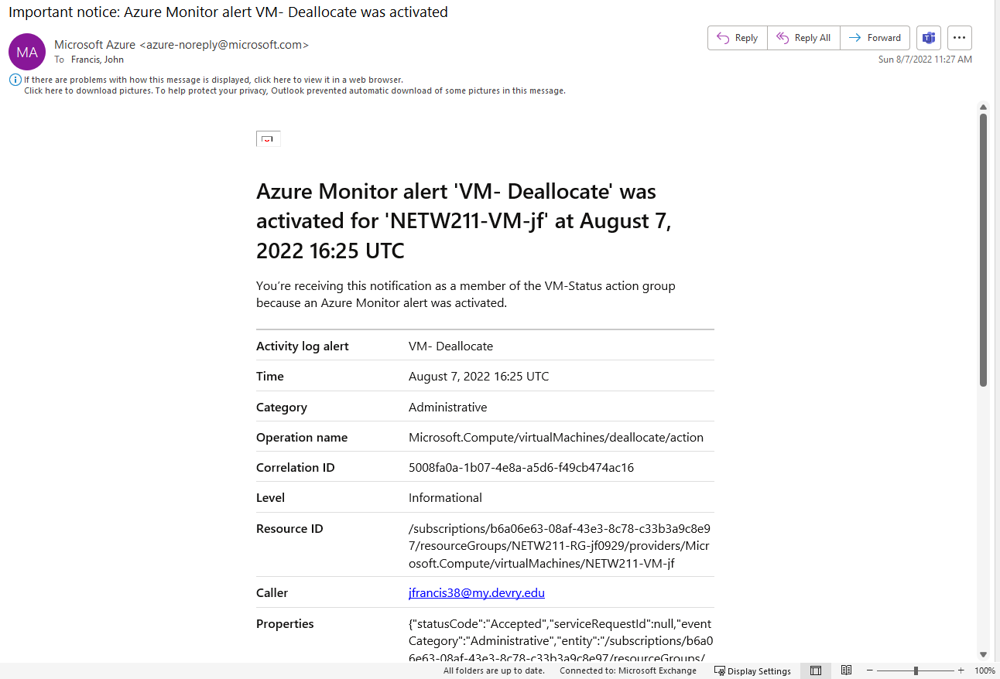 Important notice: Azure Monitor alert VM- Deallocate was activated
MA
Microsoft Azure <azure-noreply@microsoft.com>
To Francis, John
Reply
Reply All
Forward
Sun 8/7/2022 11:27 AM
If there are problems with how this message is displayed, click here to view it in a web browser.
Click here to download pictures. To help protect your privacy, Outlook prevented automatic download of some pictures in this message.
Azure Monitor alert 'VM- Deallocate' was
activated for 'NETW211-VM-jf' at August 7,
2022 16:25 UTC
You’re receiving this notification as a member of the VM-Status action group
because an Azure Monitor alert was activated.
Activity log alert VM- Deallocate
Time August 7, 2022 16:25 UTC
Category Administrative
Operation name Microsoft.Compute/virtualMachines/deallocate/action
Correlation ID 5008fa0a-1b07-4e8a-a5d6-f49cb474ac16
Level Informational
Resource ID /subscriptions/b6a06e63-08af-43e3-8c78-c33b3a9c8e9
7/resourceGroups/NETW211-RG-jf0929/providers/Micr
osoft.Compute/virtualMachines/NETW211-VM-jf
Caller jfrancis38@my.devry.edu
Properties {"statusCode":"Accepted","serviceRequestId":null,"event
Category":"Administrative","entity":"/subscriptions/b6a0
6e63-08af-43e3-8c78-c33b3a9c8e97/resourceGroups/
All folders are up to date. Connected to: Microsoft Exchange Display Settings 100%